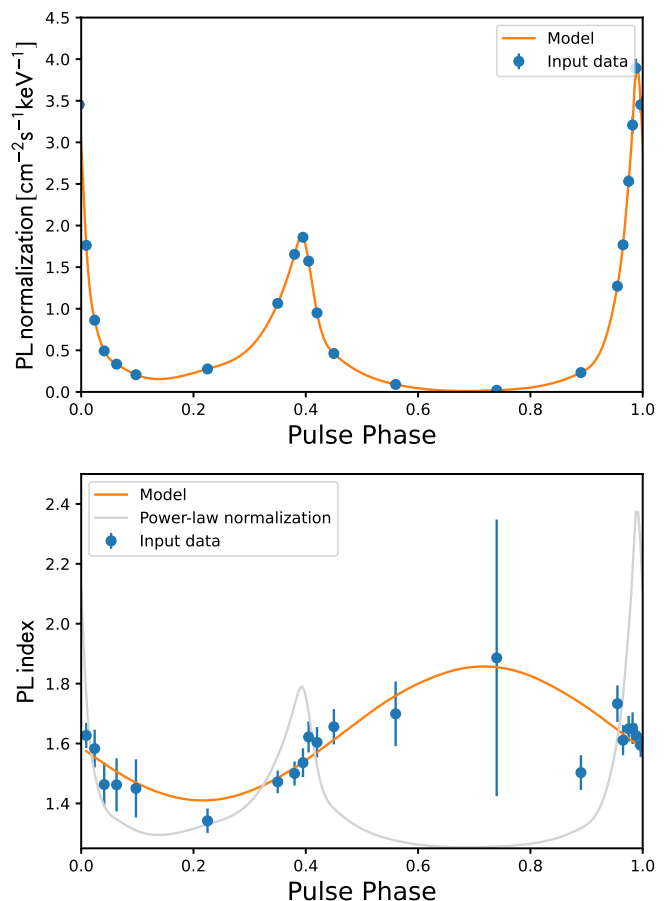 4.5
4.0
3.5
3.0
2.5
2.0
1.5
1.0
0.5
0.0
PL normalization [cm⁻²s⁻¹keV⁻¹]
Model
Input data
0.0 0.2 0.4 0.6 0.8 1.0
Pulse Phase
2.4
2.2
2.0
1.8
1.6
1.4
PL index
Model
Power-law normalization
Input data
0.0 0.2 0.4 0.6 0.8 1.0
Pulse Phase